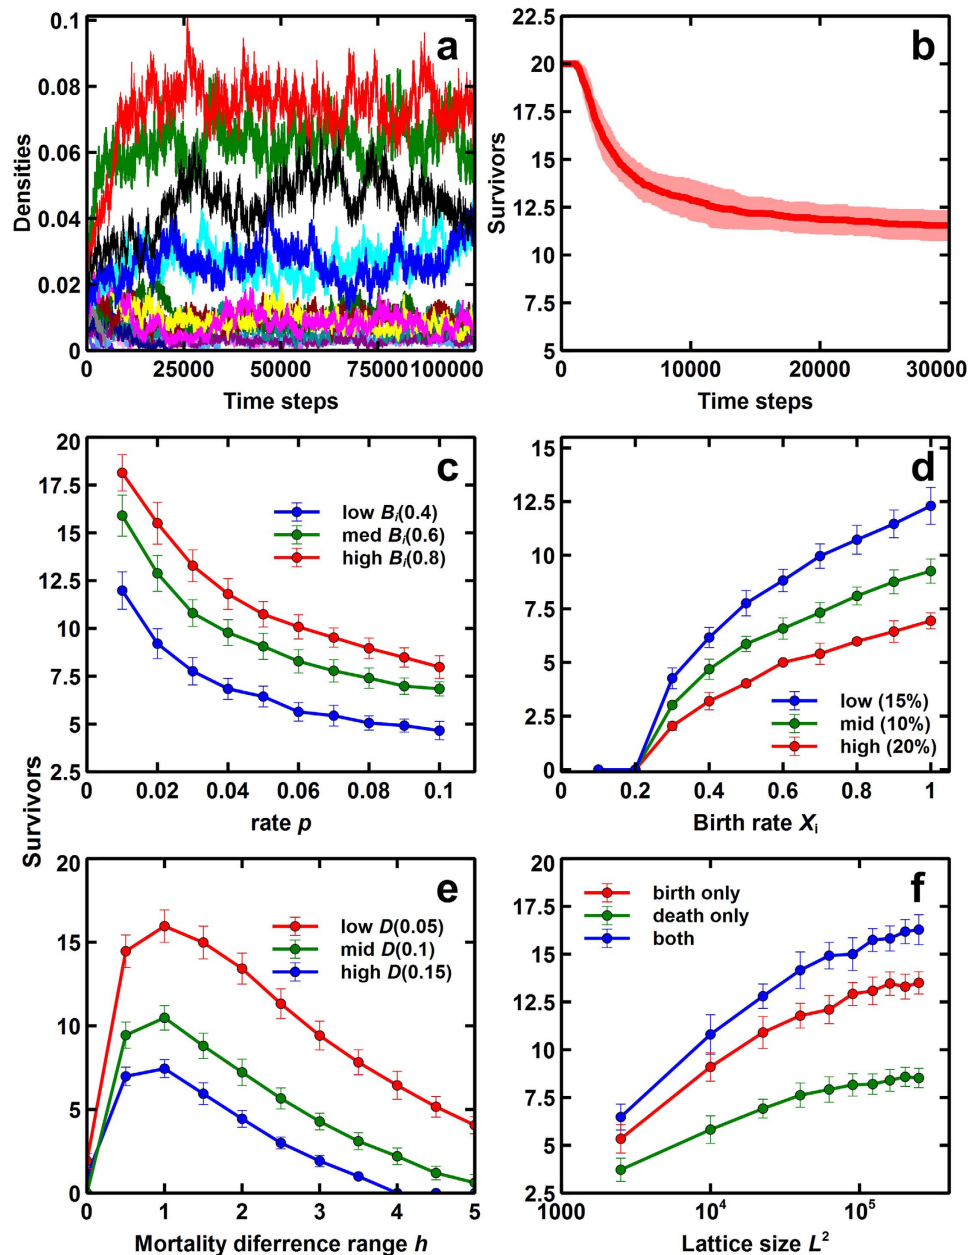 a
0.1
0.08
0.06
0.04
0.02
0
Densities
0 25000 50000 75000 100000
Time steps
b
22.5
20
17.5
15
12.5
10
7.5
5
Survivors
0 10000 20000 30000
Time steps
c
20
17.5
15
12.5
10
7.5
5
2.5
low Bi(0.4)
med Bi(0.6)
high Bi(0.8)
0 0.02 0.04 0.06 0.08 0.1
rate p
d
15
12.5
10
7.5
5
2.5
0
low (15%)
mid (10%)
high (20%)
0 0.2 0.4 0.6 0.8 1
Birth rate Xi
Survivors
e
20
15
10
5
0
low D(0.05)
mid D(0.1)
high D(0.15)
0 1 2 3 4 5
Mortality diferrence range h
f
20
17.5
15
12.5
10
7.5
5
2.5
birth only
death only
both
1000 10⁴ 10⁵
Lattice size L²